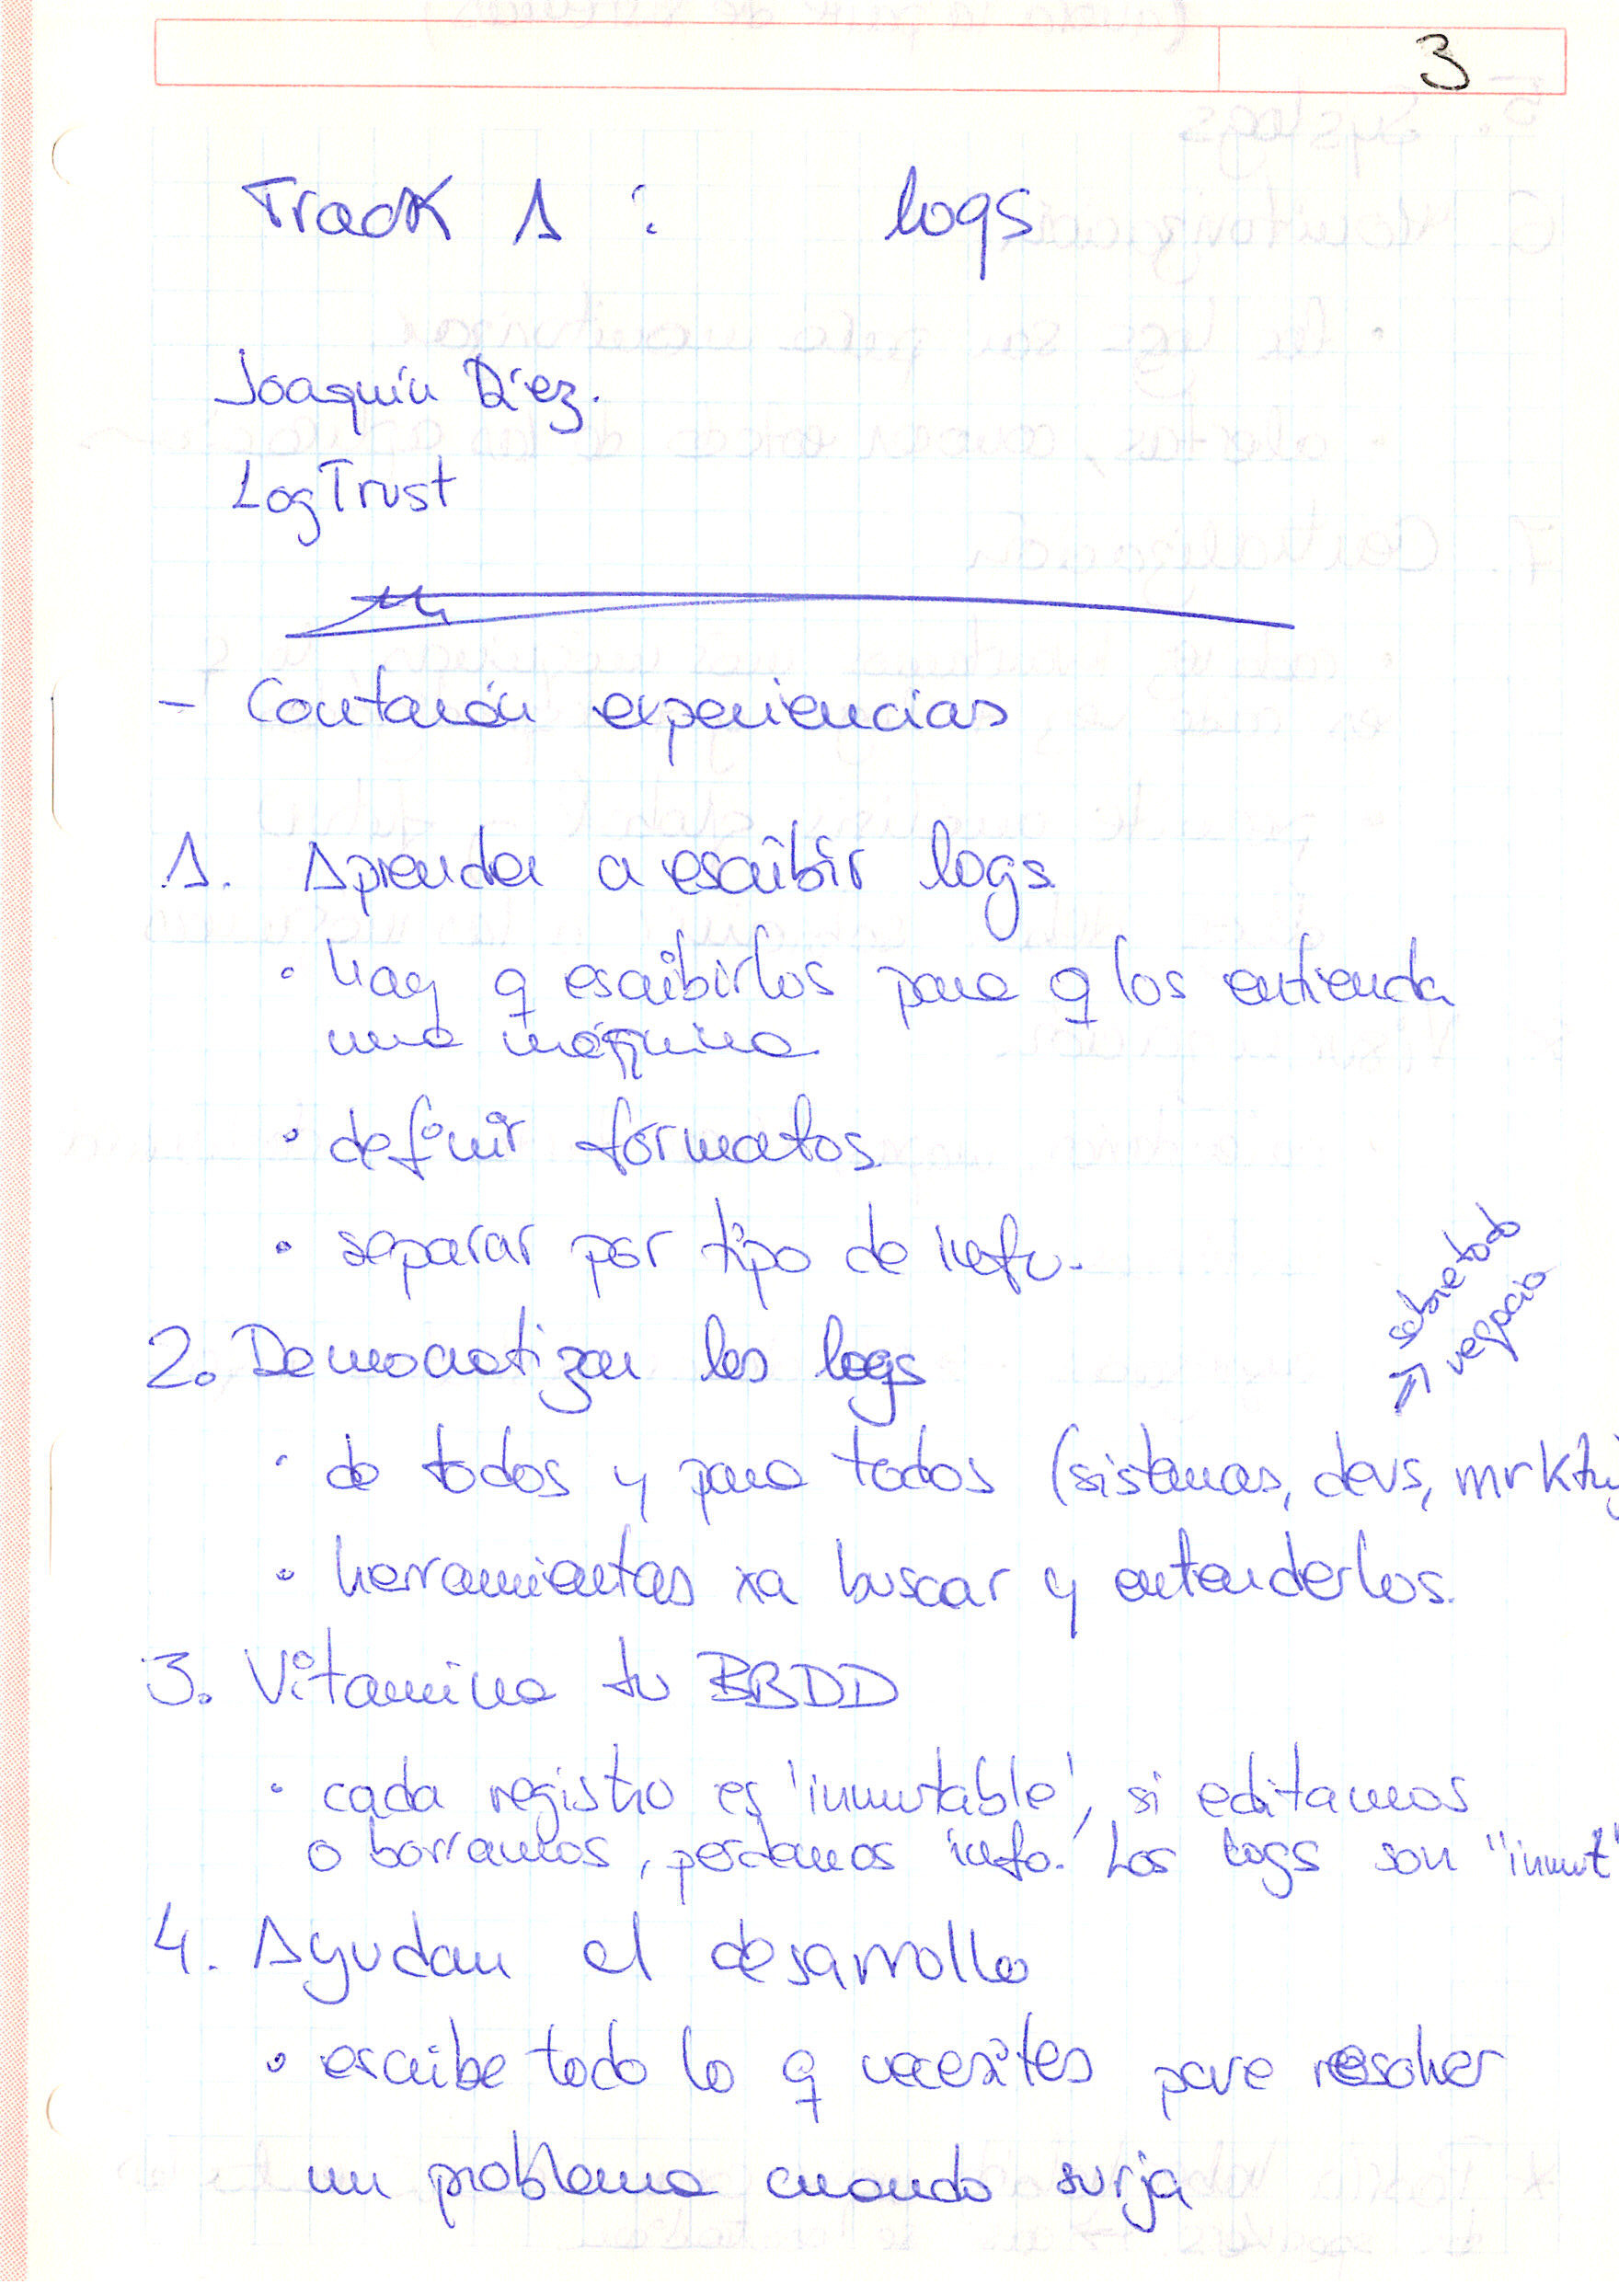 3
Track 1 : logs
Joaquín Díez.
LogTrust
- Contarán experiencias
1. Aprender a escribir logs
• hay q escribirlos para q los entienda
una máquina.
• definir formatos
• separar por tipo de info.
2. Democratizar los logs
→ sobre todo
negocio
• de todos y para todos (sistemas, devs, mrktg
• herramientas xa buscar y entenderlos.
3. Vitamina tu BBDD
• cada registro es 'inmutable', si editamos
o borramos, perdemos info. Los logs son "inmut"
4. Ayudan el desarrollo
• escribe todo lo q necesites para resolver
un problema cuando surja